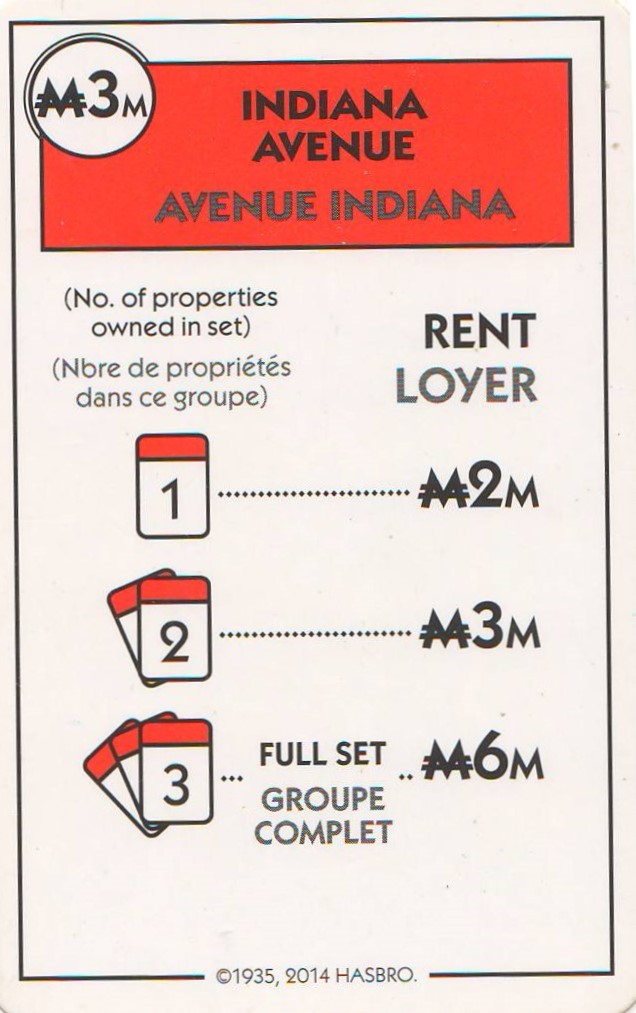 ₩3M
INDIANA
AVENUE
AVENUE INDIANA
(No. of properties
owned in set)
(Nbre de propriétés
dans ce groupe)
RENT
LOYER
1 ₩2M
2 ₩3M
3 ... FULL SET .. ₩6M
GROUPE
COMPLET
©1935, 2014 HASBRO.